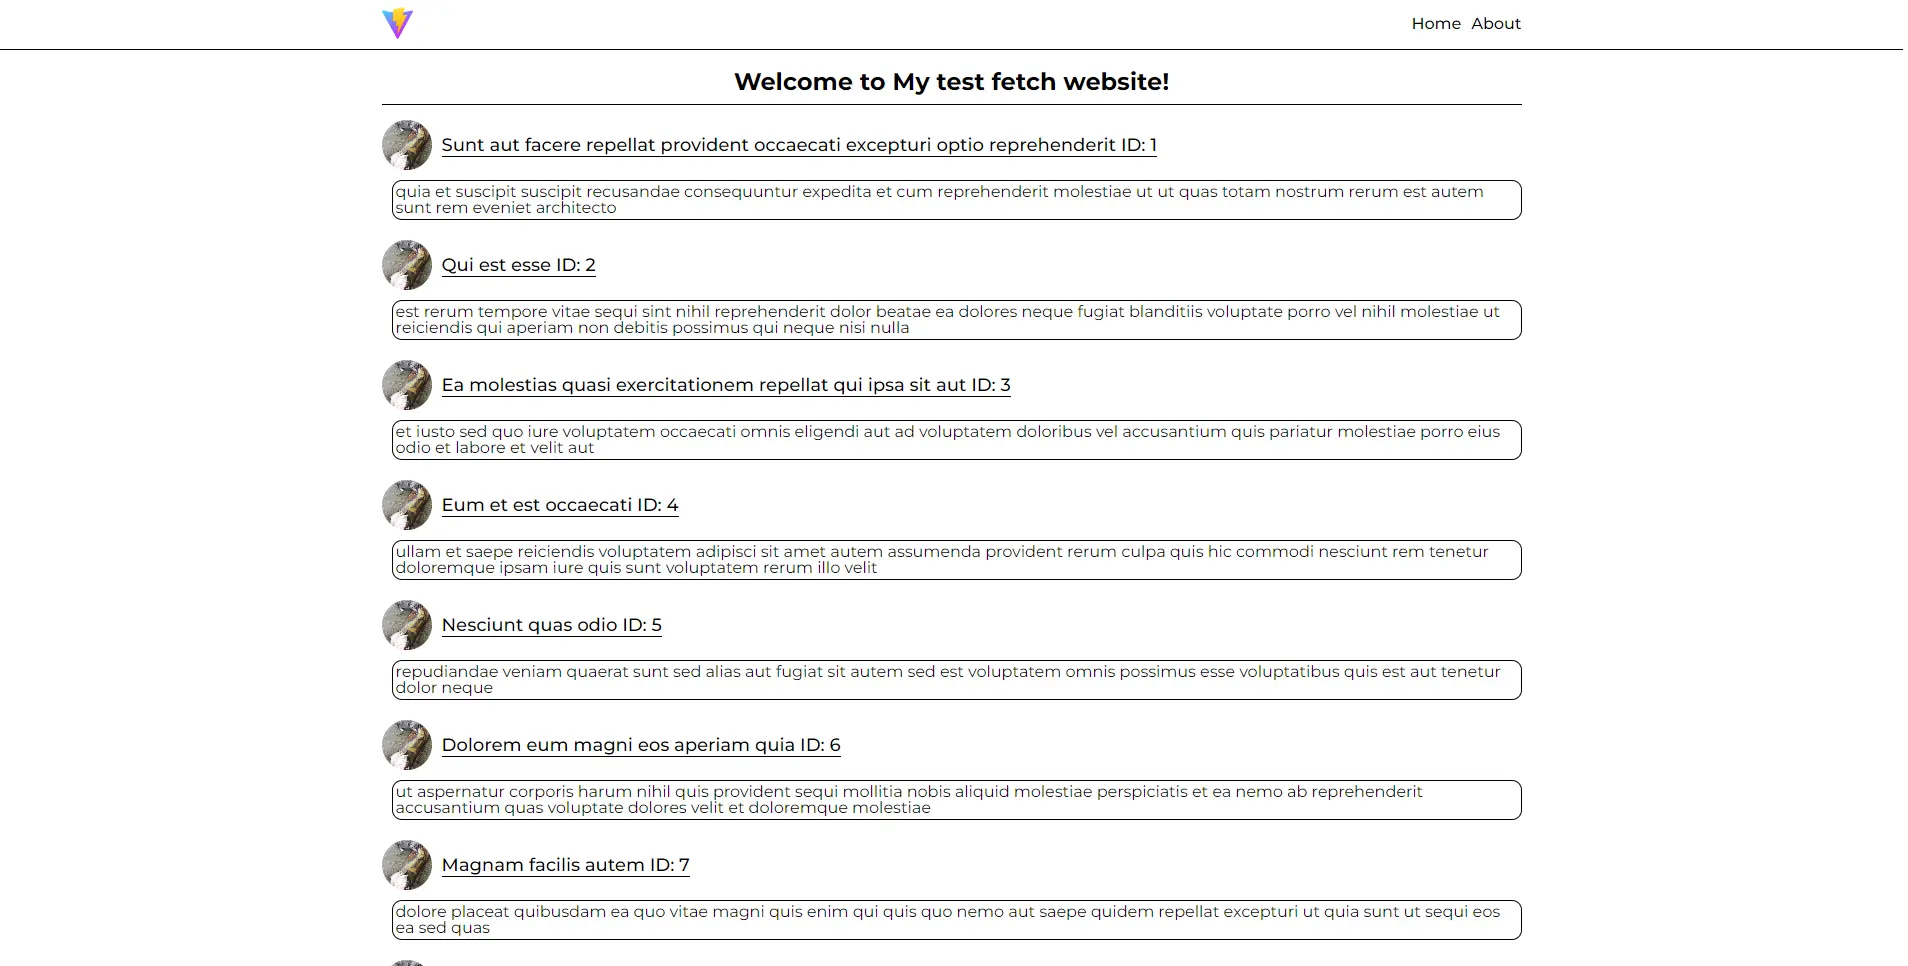 Home About
Welcome to My test fetch website!
Sunt aut facere repellat provident occaecati excepturi optio reprehenderit ID: 1
quia et suscipit suscipit recusandae consequuntur expedita et cum reprehenderit molestiae ut ut quas totam nostrum rerum est autem
sunt rem eveniet architecto
Qui est esse ID: 2
est rerum tempore vitae sequi sint nihil reprehenderit dolor beatae ea dolores neque fugiat blanditiis voluptate porro vel nihil molestiae ut
reiciendis qui aperiam non debitis possimus qui neque nisi nulla
Ea molestias quasi exercitationem repellat qui ipsa sit aut ID: 3
et iusto sed quo iure voluptatem occaecati omnis eligendi aut ad voluptatem doloribus vel accusantium quis pariatur molestiae porro eius
odio et labore et velit aut
Eum et est occaecati ID: 4
ullam et saepe reiciendis voluptatem adipisci sit amet autem assumenda provident rerum culpa quis hic commodi nesciunt rem tenetur
doloremque ipsam iure quis sunt voluptatem rerum illo velit
Nesciunt quas odio ID: 5
repudiandae veniam quaerat sunt sed alias aut fugiat sit autem sed est voluptatem omnis possimus esse voluptatibus quis est aut tenetur
dolor neque
Dolorem eum magni eos aperiam quia ID: 6
ut aspernatur corporis harum nihil quis provident sequi mollitia nobis aliquid molestiae perspiciatis et ea nemo ab reprehenderit
accusantium quas voluptate dolores velit et doloremque molestiae
Magnam facilis autem ID: 7
dolore placeat quibusdam ea quo vitae magni quis enim qui quis quo nemo aut saepe quidem repellat excepturi ut quia sunt ut sequi eos
ea sed quas